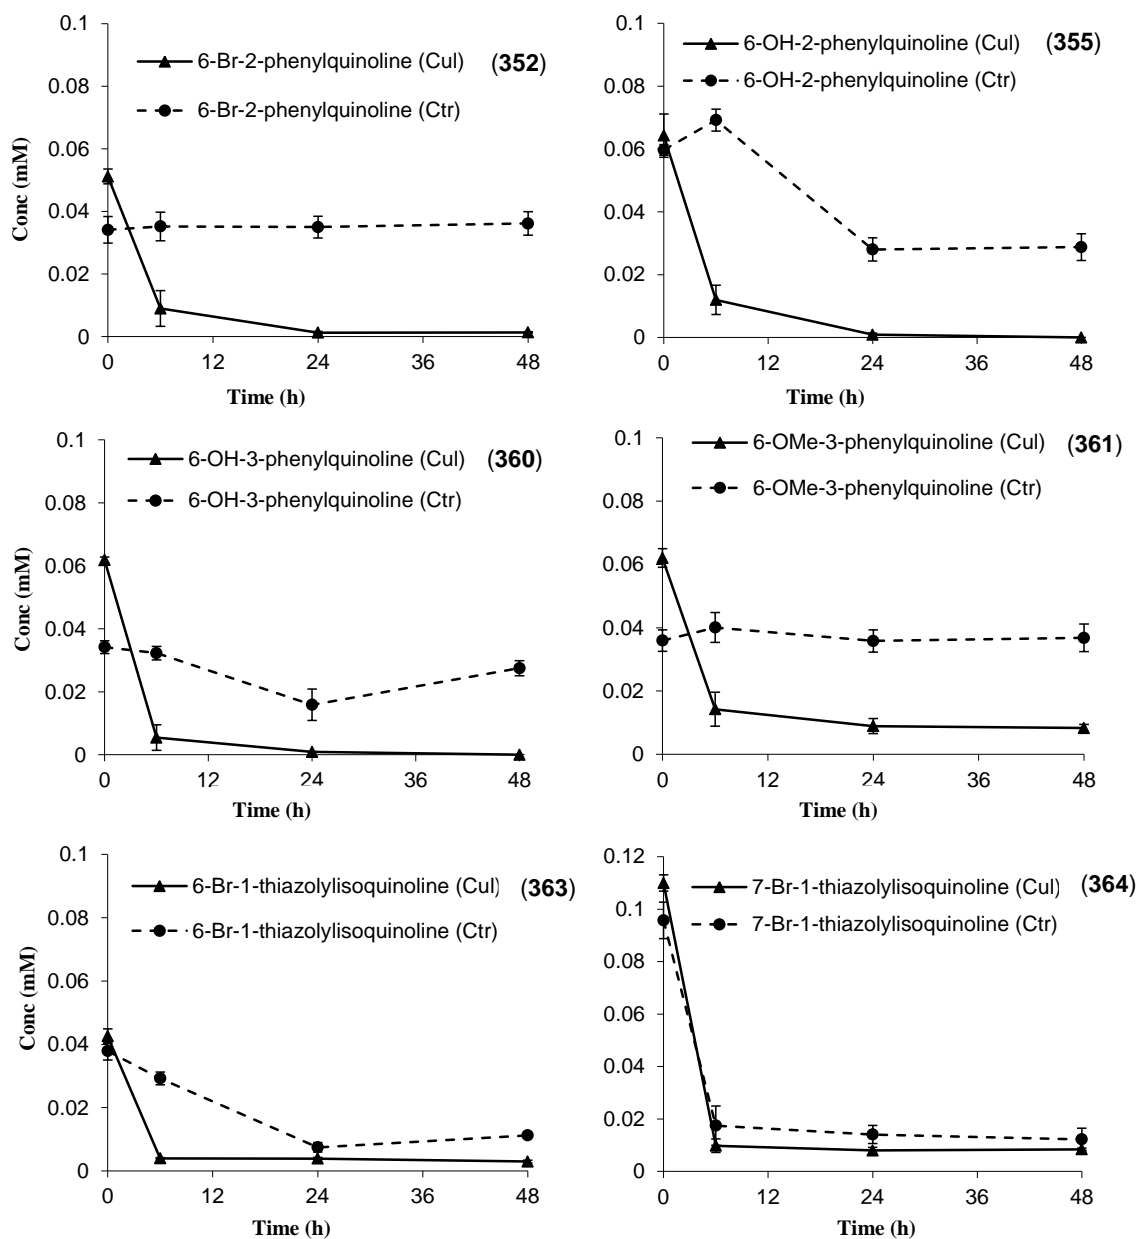 0.1
6-Br-2-phenylquinoline (Cul) (352)
6-Br-2-phenylquinoline (Ctr)
0.08
0.06
0.04
0.02
0
Conc (mM)
0 12 24 36 48
Time (h)
0.1
6-OH-2-phenylquinoline (Cul) (355)
6-OH-2-phenylquinoline (Ctr)
0.08
0.06
0.04
0.02
0
0 12 24 36 48
Time (h)
0.1
6-OH-3-phenylquinoline (Cul) (360)
6-OH-3-phenylquinoline (Ctr)
0.08
0.06
0.04
0.02
0
Conc (mM)
0 12 24 36 48
Time (h)
0.1
6-OMe-3-phenylquinoline (Cul) (361)
6-OMe-3-phenylquinoline (Ctr)
0.08
0.06
0.04
0.02
0
0 12 24 36 48
Time (h)
0.1
6-Br-1-thiazolylisoquinoline (Cul) (363)
6-Br-1-thiazolylisoquinoline (Ctr)
0.08
0.06
0.04
0.02
0
Conc (mM)
0 12 24 36 48
Time (h)
0.12
7-Br-1-thiazolylisoquinoline (Cul) (364)
7-Br-1-thiazolylisoquinoline (Ctr)
0.1
0.08
0.06
0.04
0.02
0
0 12 24 36 48
Time (h)